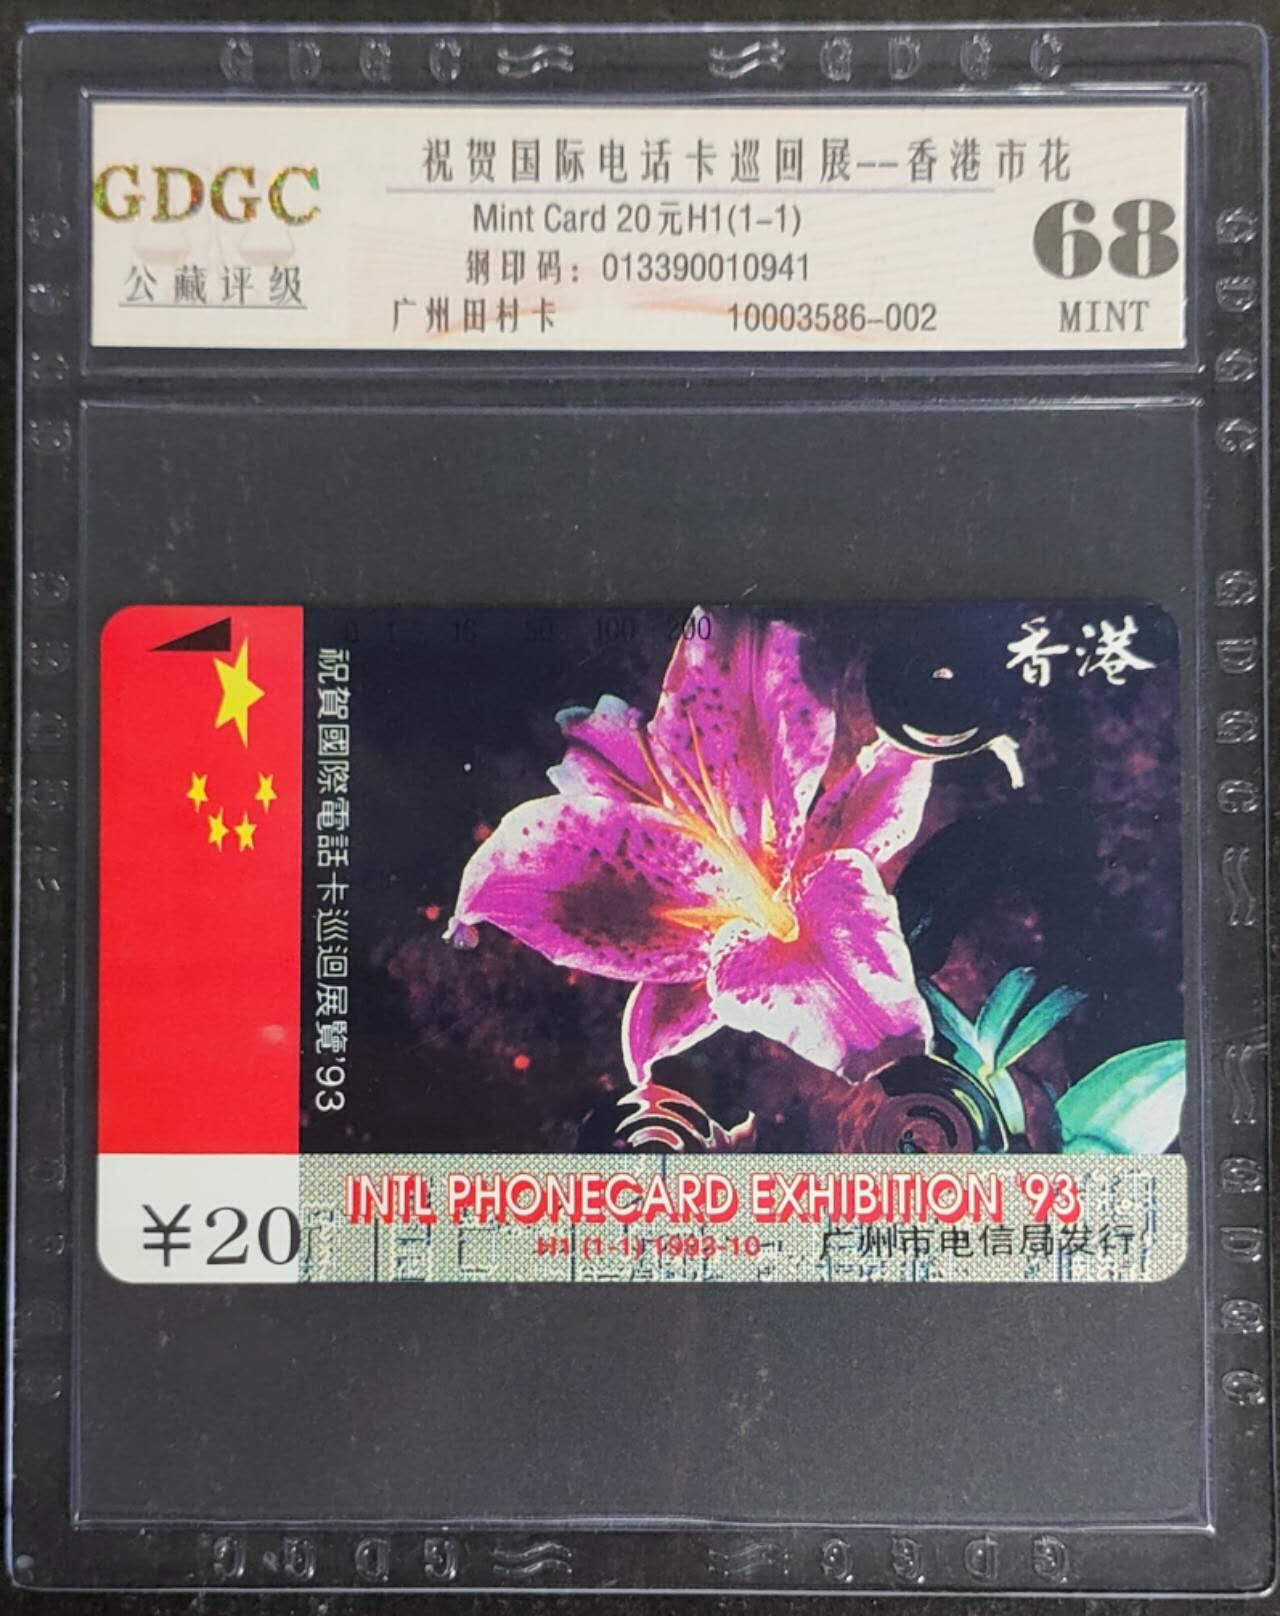 GDGC GDGC
GDGC
公藏评级
祝贺国际电话卡巡回展--香港市花
Mint Card 20元H1(1-1)
钢印码：013390010941
广州田村卡 10003586-002
68
MINT
0 1 16 50 100 200
香港
祝賀國際電話卡巡迴展覽'93
¥20
INTL PHONECARD EXHIBITION '93
H1 (1-1) 1993-10
广州市电信局发行